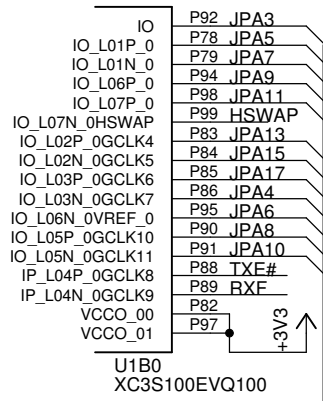 IO P92 JPA3
IO_L01P_0 P78 JPA5
IO_L01N_0 P79 JPA7
IO_L06P_0 P94 JPA9
IO_L07P_0 P98 JPA11
IO_L07N_0HSWAP P99 HSWAP
IO_L02P_0GCLK4 P83 JPA13
IO_L02N_0GCLK5 P84 JPA15
IO_L03P_0GCLK6 P85 JPA17
IO_L03N_0GCLK7 P86 JPA4
IO_L06N_0VREF_0 P95 JPA6
IO_L05P_0GCLK10 P90 JPA8
IO_L05N_0GCLK11 P91 JPA10
IP_L04P_0GCLK8 P88 TXE#
IP_L04N_0GCLK9 P89 RXF
VCCO_00 P82
VCCO_01 P97
+3V3
U1B0
XC3S100EVQ100